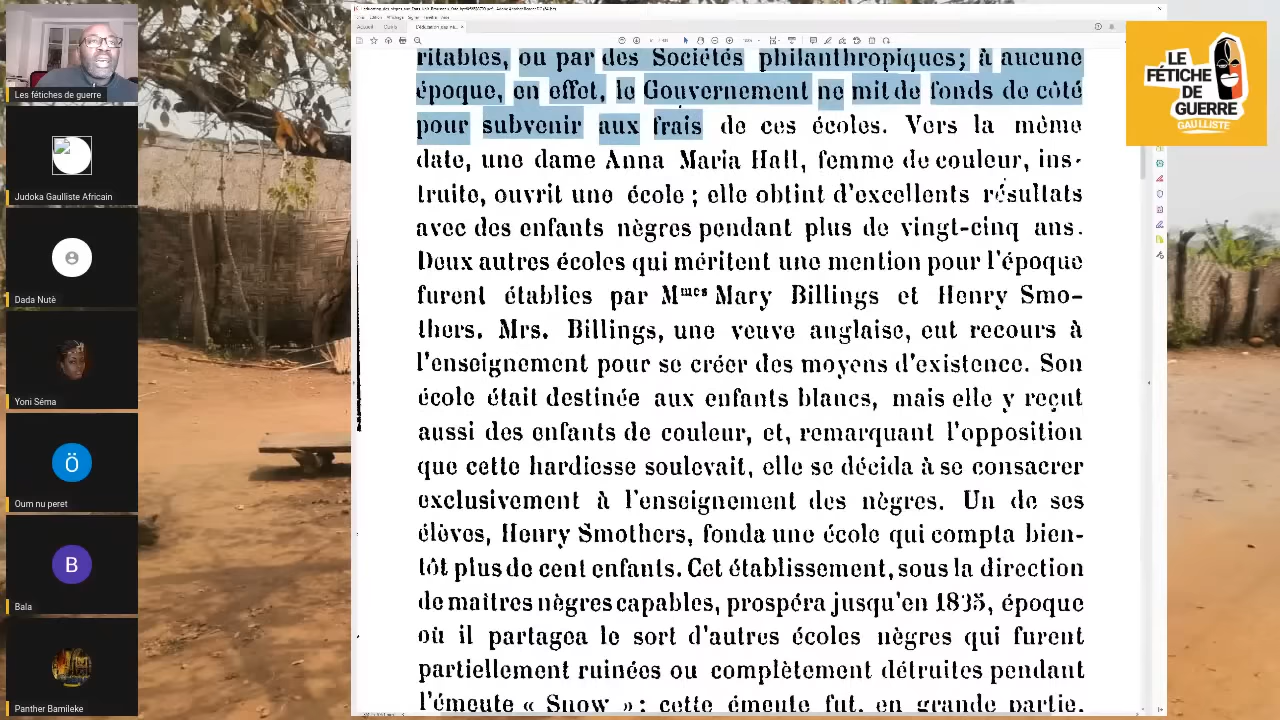 Les fétiches de guerre
Judoka Gaulliste Africain
Dada Nutè
Yoni Séma
Ö
Oum nu peret
B
Bala
Panther Bamileke
Accueil
Outils
ritables, ou par des Sociétés philanthropiques; à aucune
époque, en effet, le Gouvernement ne mit de fonds de côté
pour subvenir aux frais de ces écoles. Vers la même
date, une dame Anna Maria Hall, femme de couleur, ins-
truite, ouvrit une école ; elle obtint d'excellents résultats
avec des enfants nègres pendant plus de vingt-cinq ans.
Deux autres écoles qui méritent une mention pour l'époque
furent établies par Mmes Mary Billings et Henry Smo-
thers. Mrs. Billings, une veuve anglaise, eut recours à
l'enseignement pour se créer des moyens d'existence. Son
école était destinée aux enfants blancs, mais elle y reçut
aussi des enfants de couleur, et, remarquant l'opposition
que cette hardiesse soulevait, elle se décida à se consacrer
exclusivement à l'enseignement des nègres. Un de ses
élèves, Henry Smothers, fonda une école qui compta bien-
tôt plus de cent enfants. Cet établissement, sous la direction
de maîtres nègres capables, prospéra jusqu'en 1835, époque
où il partagea le sort d'autres écoles nègres qui furent
partiellement ruinées ou complètement détruites pendant
l'émeute « Snow » ; cette émeute fut, en grande partie,
LE
FÉTICHE
DE
GUERRE
GAULLISTE